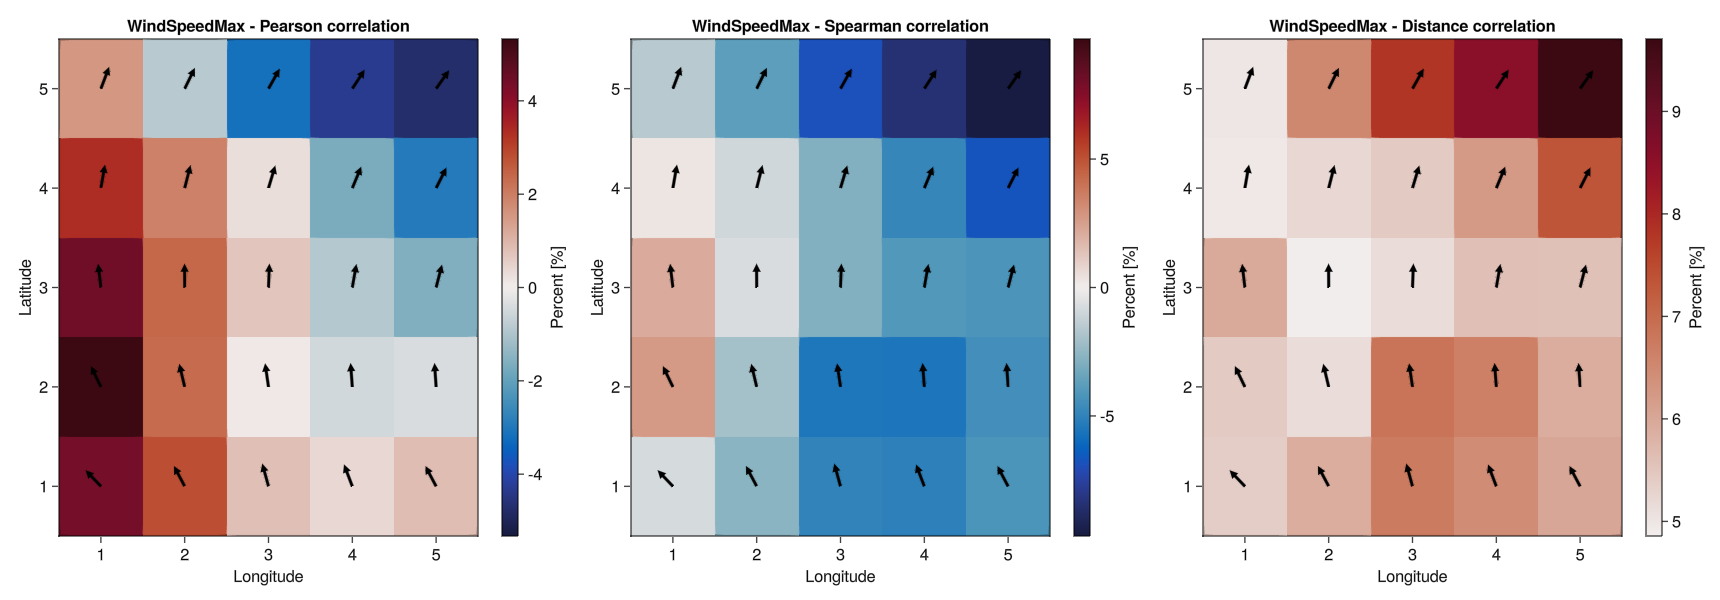 WindSpeedMax - Pearson correlation
5
4
3
2
1
Latitude
1 2 3 4 5
Longitude
4
2
0
-2
-4
Percent [%]
WindSpeedMax - Spearman correlation
5
4
3
2
1
Latitude
1 2 3 4 5
Longitude
5
0
-5
Percent [%]
WindSpeedMax - Distance correlation
5
4
3
2
1
Latitude
1 2 3 4 5
Longitude
9
8
7
6
5
Percent [%]